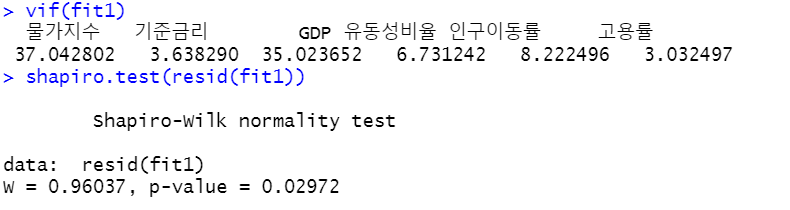 > vif(fit1)
물가지수 기준금리 GDP 유동성비율 인구이동률 고용률
37.042802 3.638290 35.023652 6.731242 8.222496 3.032497
> shapiro.test(resid(fit1))
Shapiro-Wilk normality test
data: resid(fit1)
W = 0.96037, p-value = 0.02972